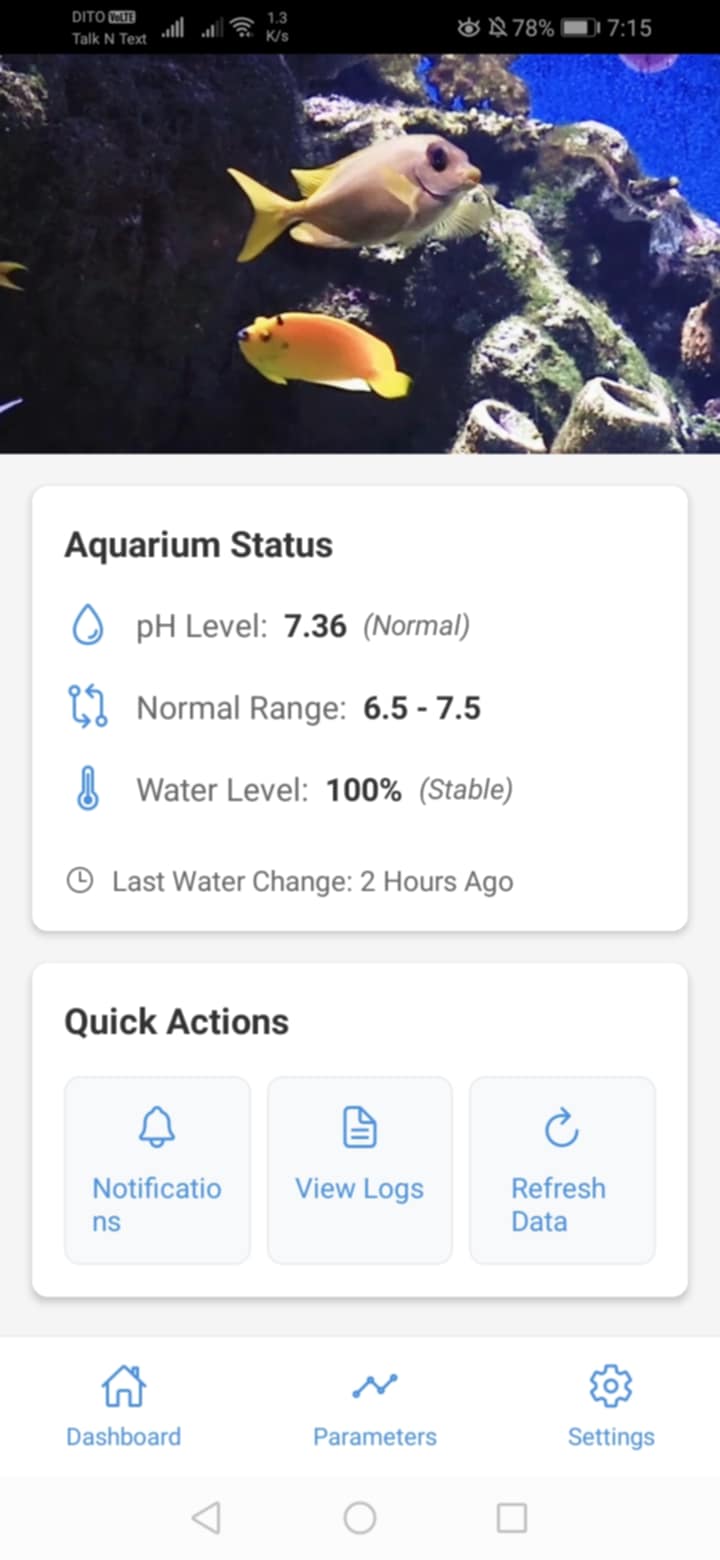 DITO VoLTE
Talk N Text
1.3
K/s
78%
7:15
Aquarium Status
pH Level: 7.36 (Normal)
Normal Range: 6.5 - 7.5
Water Level: 100% (Stable)
Last Water Change: 2 Hours Ago
Quick Actions
Notificatio
ns
View Logs
Refresh
Data
Dashboard
Parameters
Settings